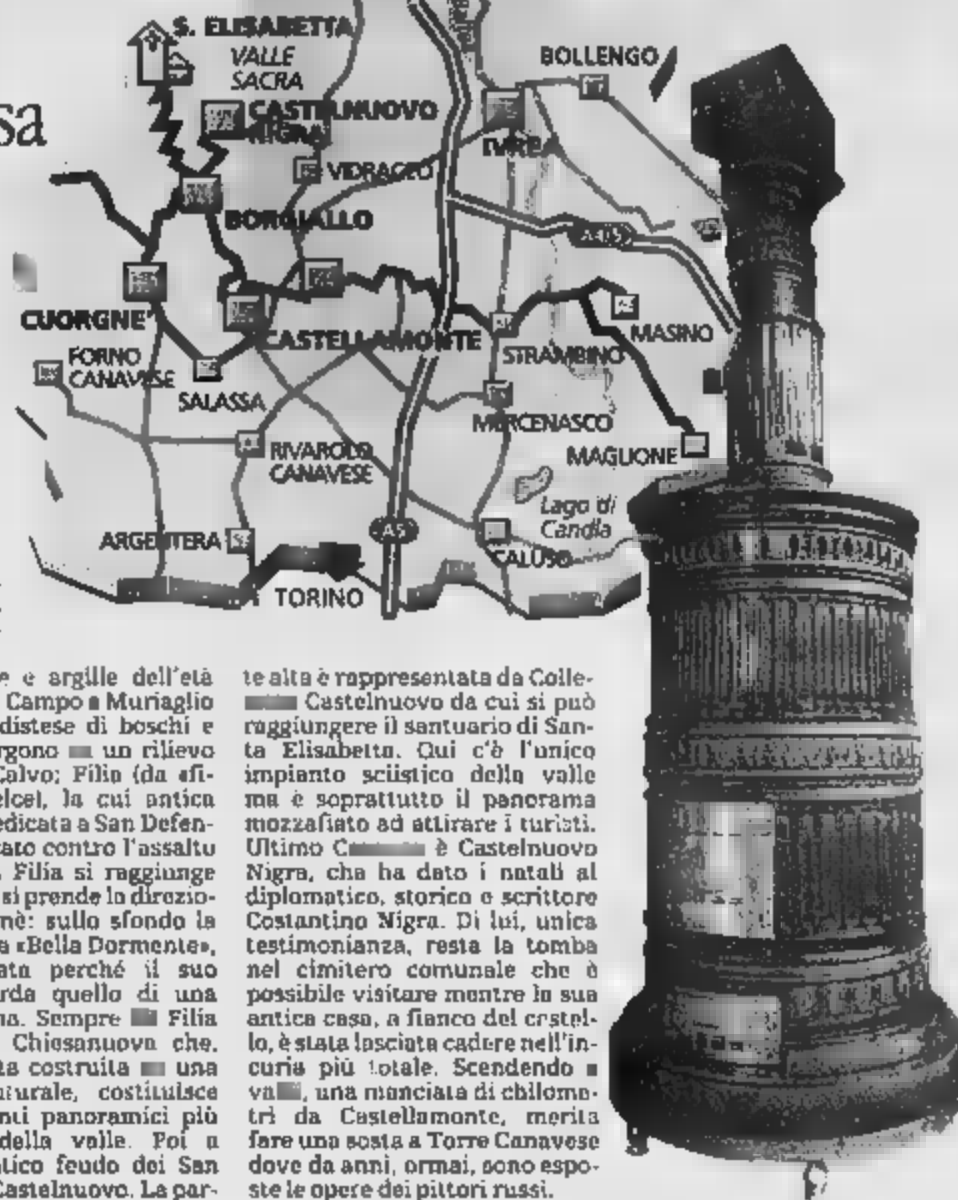 sa
S. ELISABETTA
VALLE
SACRA
CASTELNUOVO
NIGRA
BOLLENGO
IVREA
VIDRACCO
BORGIALLO
A4/5
CUORGNE'
CASTELLAMONTE
STRAMBINO
MASINO
FORNO
CANAVESE
SALASSA
MERCENASCO
MAGLIONE
RIVAROLO
CANAVESE
Lago di
Candia
ARGENTERA
A5
CALUSO
TORINO
e e argille dell'età
Campo a Muriaglio
distese di boschi e
rgono un rilievo
Calvo; Filia (da «fi-
elce), la cui antica
edicata a San Defen-
ato contro l'assalto
. Filia si raggiunge
si prende la direzio-
nè: sullo sfondo la
a «Bella Dormente»,
ata perché il suo
rda quello di una
na. Sempre Filia
Chiesanuova che,
ta costruita una
aturale, costituisce
nti panoramici più
della valle. Poi a
tico feudo dei San
Castelnuovo. La par-
te alta è rappresentata da Colle-
Castelnuovo da cui si può
raggiungere il santuario di San-
ta Elisabetta. Qui c'è l'unico
impianto sciistico della valle
ma è soprattutto il panorama
mozzafiato ad attirare i turisti.
Ultimo è Castelnuovo
Nigra, che ha dato i natali al
diplomatico, storico e scrittore
Costantino Nigra. Di lui, unica
testimonianza, resta la tomba
nel cimitero comunale che è
possibile visitare mentre la sua
antica casa, a fianco del castel-
lo, è stata lasciata cadere nell'in-
curia più totale. Scendendo a
una manciata di chilome-
tri da Castellamonte, merita
fare una sosta a Torre Canavese
dove da anni, ormai, sono espo-
ste le opere dei pittori russi.